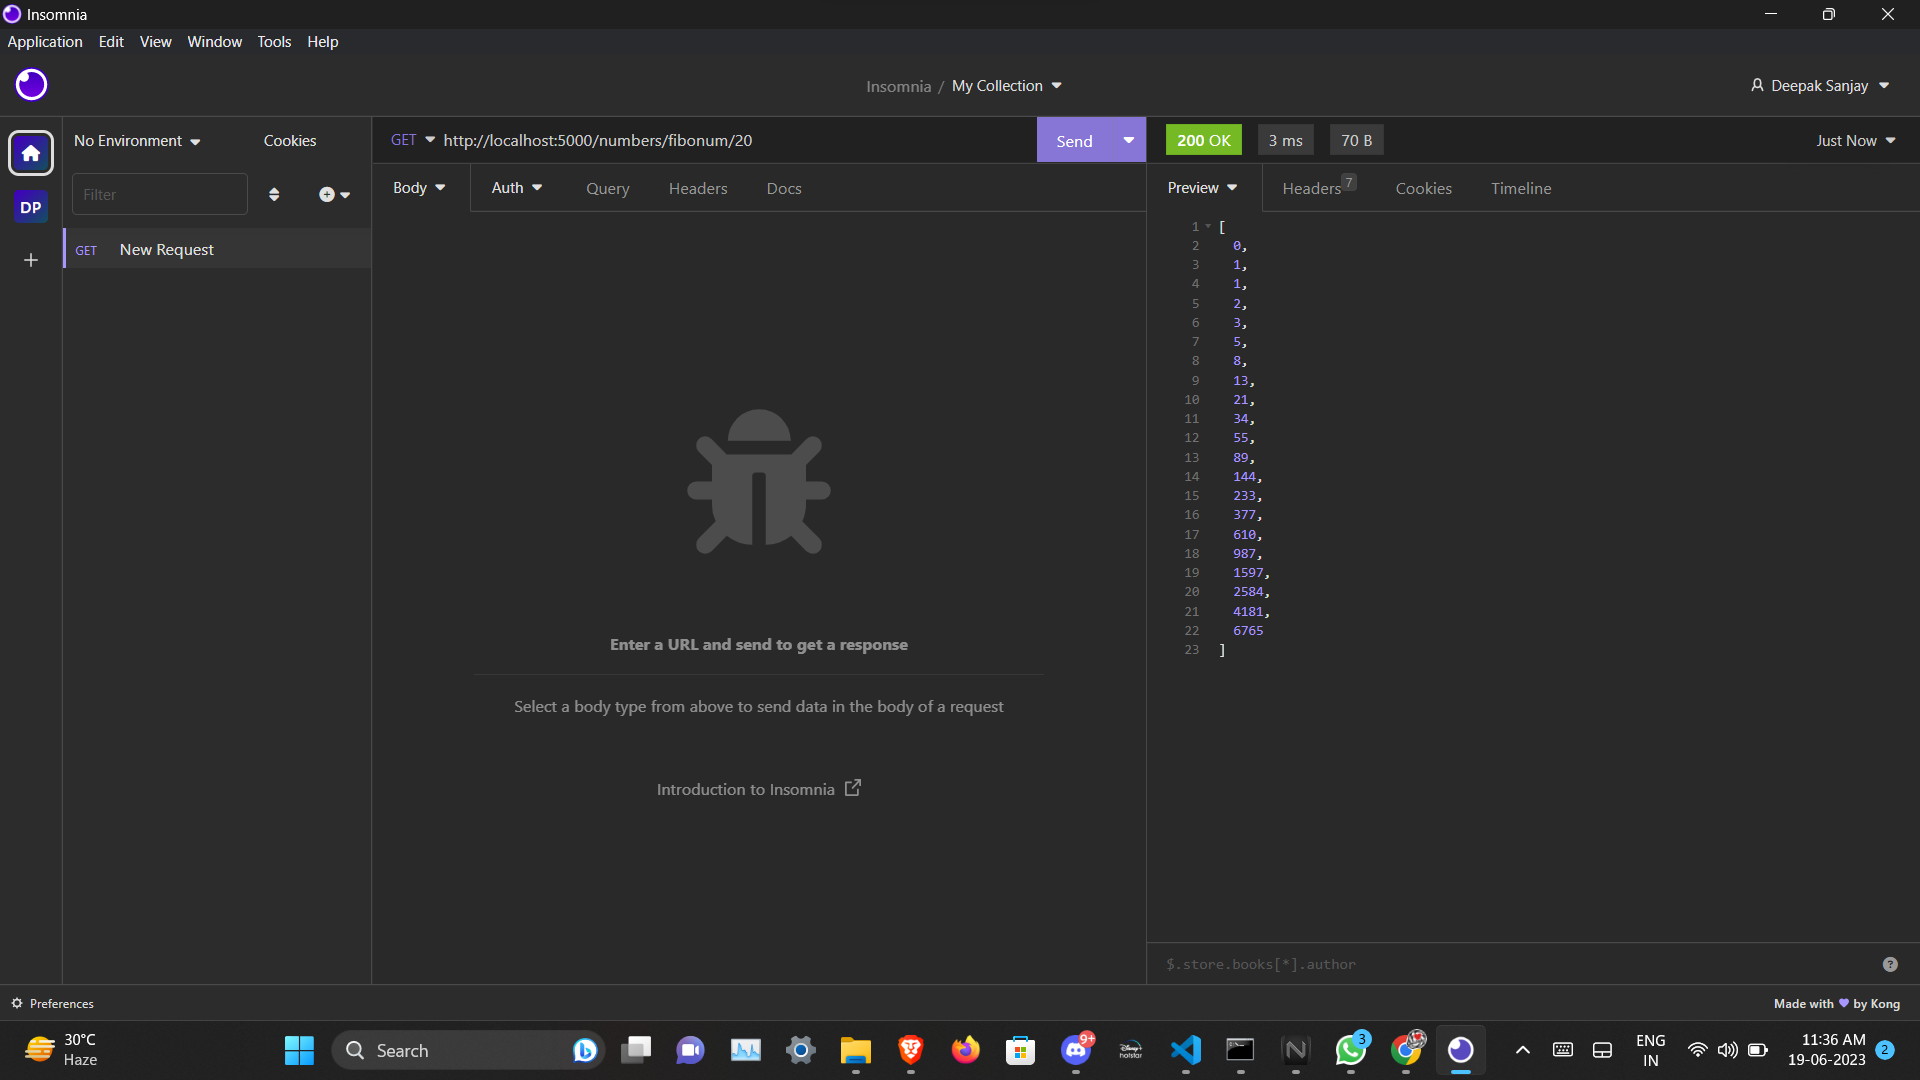 Insomnia
Application Edit View Window Tools Help
Insomnia / My Collection
Deepak Sanjay
No Environment
Cookies
GET http://localhost:5000/numbers/fibonum/20
Send
200 OK
3 ms
70 B
Just Now
DP
Filter
Body
Auth
Query
Headers
Docs
Preview
Headers 7
Cookies
Timeline
GET New Request
1 [
2 0,
3 1,
4 1,
5 2,
6 3,
7 5,
8 8,
9 13,
10 21,
11 34,
12 55,
13 89,
14 144,
15 233,
16 377,
17 610,
18 987,
19 1597,
20 2584,
21 4181,
22 6765
23 ]
Enter a URL and send to get a response
Select a body type from above to send data in the body of a request
Introduction to Insomnia
$.store.books[*].author
Preferences
Made with 💜 by Kong
30°C
Haze
Search
9+
Disney+
hotstar
3
ENG
IN
11:36 AM
19-06-2023
2